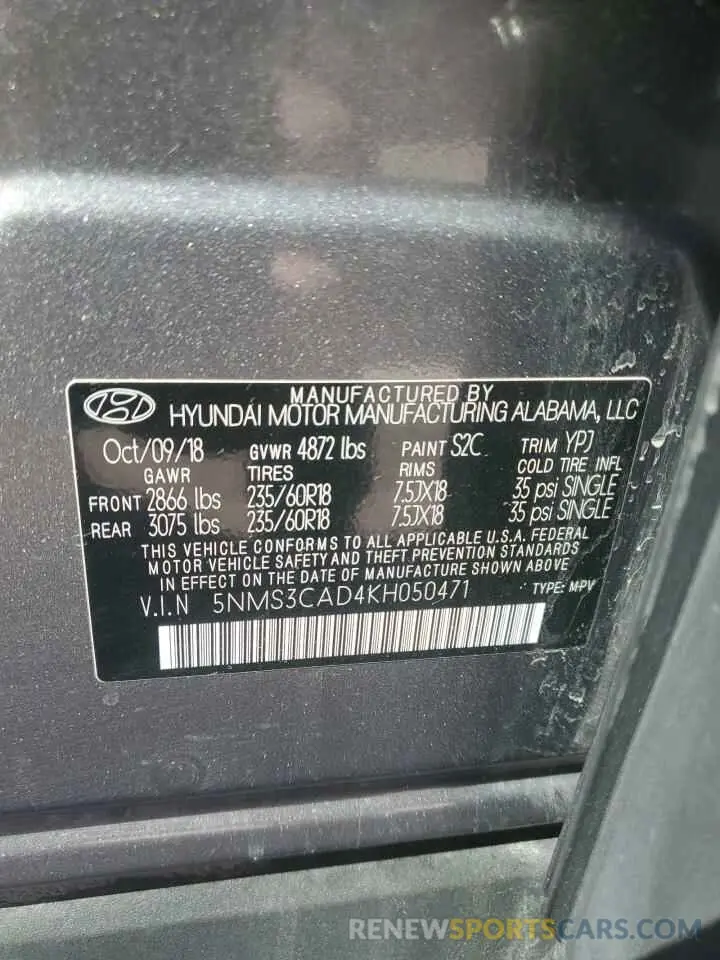 MANUFACTURED BY
HYUNDAI MOTOR MANUFACTURING ALABAMA, LLC
Oct/09/18 GVWR 4872 lbs PAINT S2C TRIM YPJ
GAWR TIRES RIMS COLD TIRE INFL
FRONT 2866 lbs 235/60R18 7.5JX18 35 psi SINGLE
REAR 3075 lbs 235/60R18 7.5JX18 35 psi SINGLE
THIS VEHICLE CONFORMS TO ALL APPLICABLE U.S.A. FEDERAL
MOTOR VEHICLE SAFETY AND THEFT PREVENTION STANDARDS
IN EFFECT ON THE DATE OF MANUFACTURE SHOWN ABOVE
V.I.N 5NMS3CAD4KH050471 TYPE: MPV
RENEWSPORTSCARS.COM